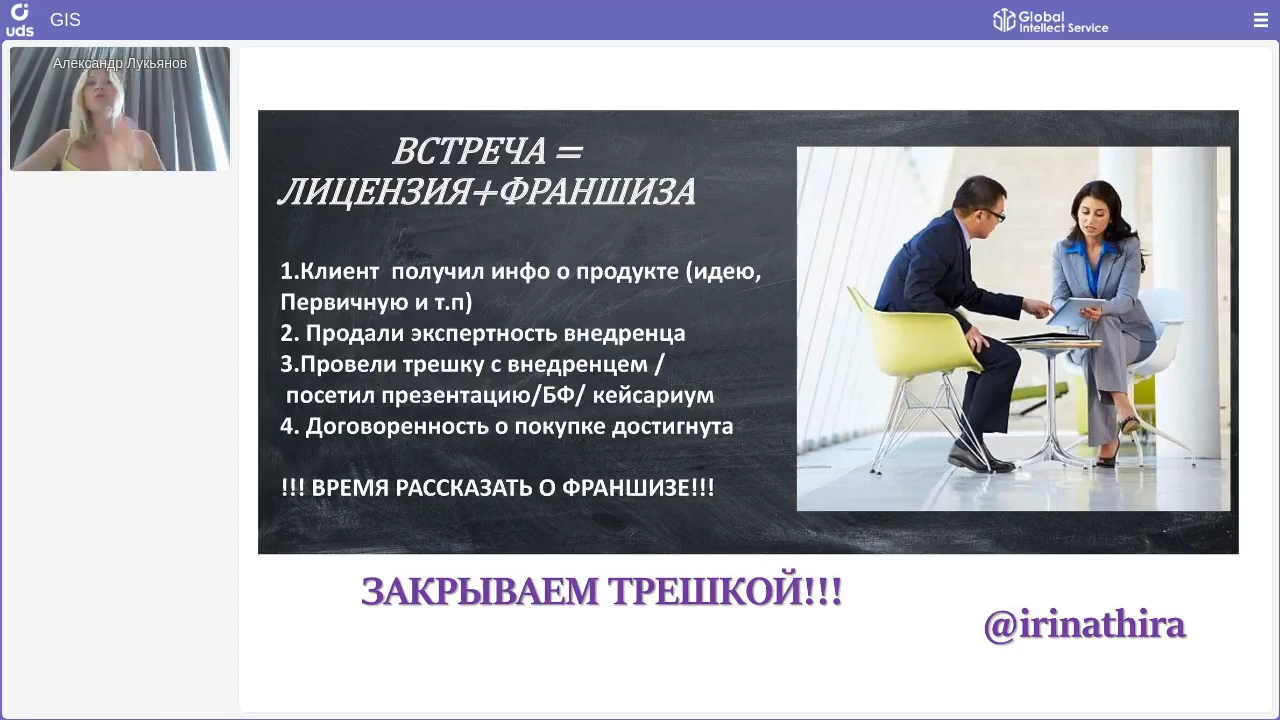 uds
GIS
Global
Intellect Service
Александр Лукьянов
ВСТРЕЧА =
ЛИЦЕНЗИЯ+ФРАНШИЗА
1.Клиент получил инфо о продукте (идею,
Первичную и т.п)
2. Продали экспертность внедренца
3.Провели трешку с внедренцем /
посетил презентацию/БФ/ кейсариум
4. Договоренность о покупке достигнута
!!! ВРЕМЯ РАССКАЗАТЬ О ФРАНШИЗЕ!!!
ЗАКРЫВАЕМ ТРЕШКОЙ!!!
@irinathira